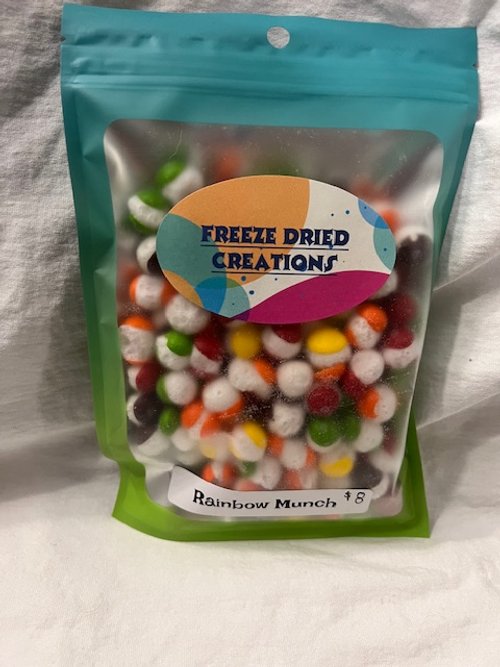 FREEZE DRIED
CREATIONS
Rainbow Munch $8